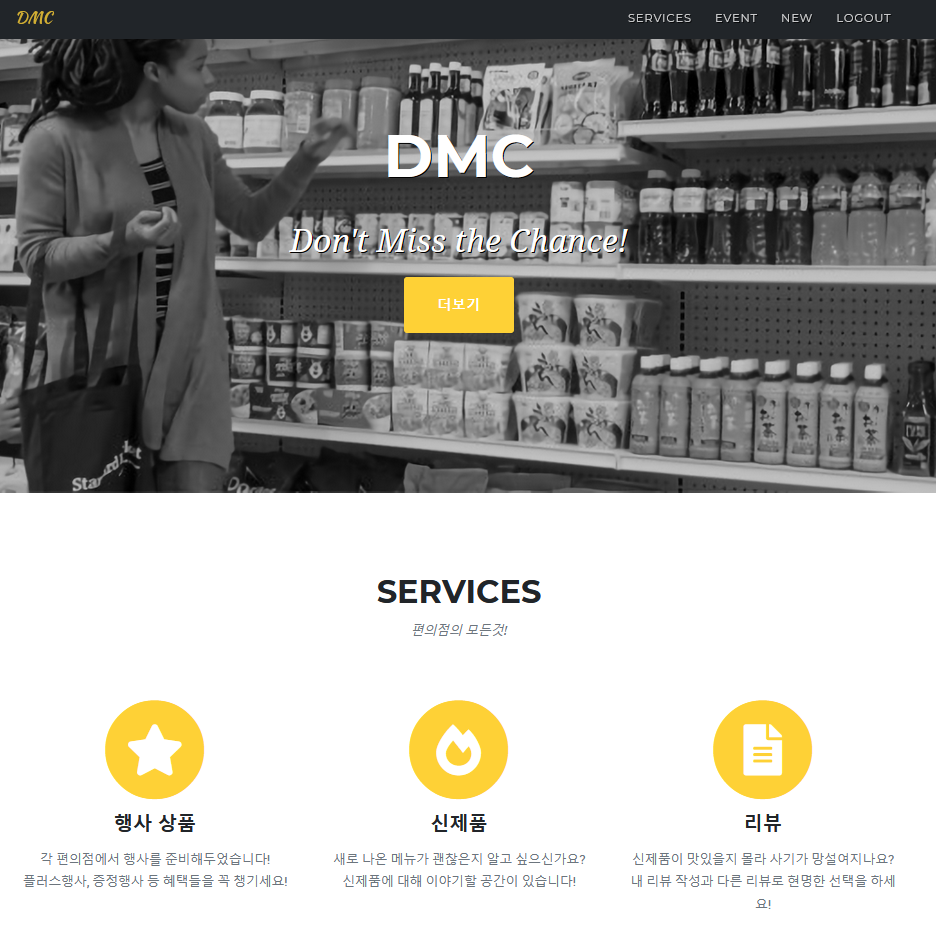 DMC
SERVICES EVENT NEW LOGOUT
DMC
Don't Miss the Chance!
더보기
SERVICES
편의점의 모든것!
행사 상품
각 편의점에서 행사를 준비해두었습니다!
플러스행사, 증정행사 등 혜택들을 꼭 챙기세요!
신제품
새로 나온 메뉴가 괜찮은지 알고 싶으신가요?
신제품에 대해 이야기할 공간이 있습니다!
리뷰
신제품이 맛있을지 몰라 사기가 망설여지나요?
내 리뷰 작성과 다른 리뷰로 현명한 선택을 하세
요!